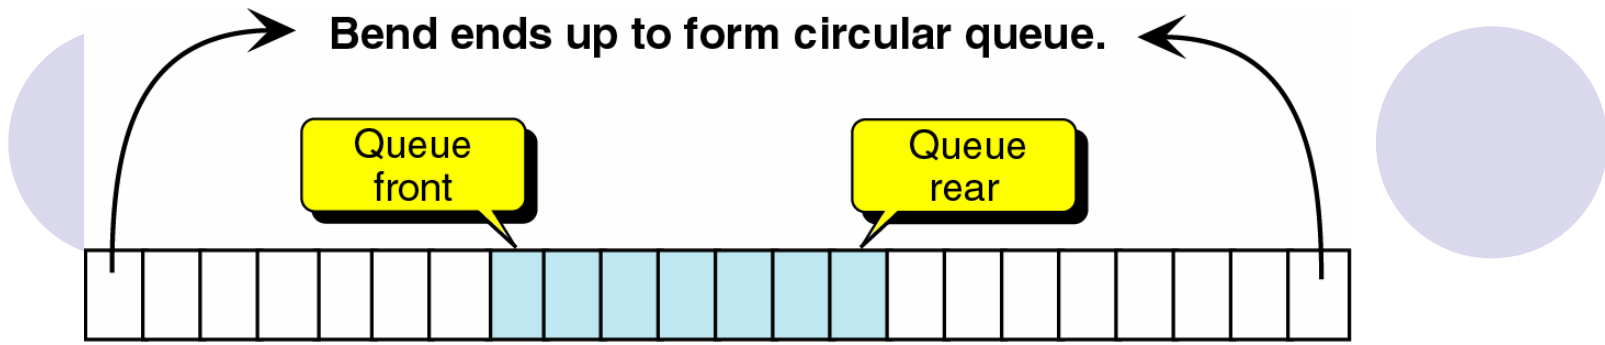 Bend ends up to form circular queue.
Queue
front
Queue
rear